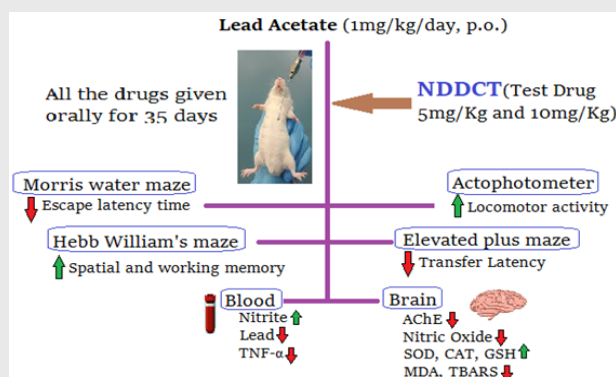 Lead Acetate (1mg/kg/day, p.o.)
All the drugs given
orally for 35 days
NDDCT(Test Drug
5mg/Kg and 10mg/Kg)
Morris water maze
Escape latency time
Actophotometer
Locomotor activity
Hebb William's maze
Spatial and working memory
Elevated plus maze
Transfer Latency
Blood
Nitrite
Lead
TNF-α
Brain
AChE
Nitric Oxide
SOD, CAT, GSH
MDA, TBARS